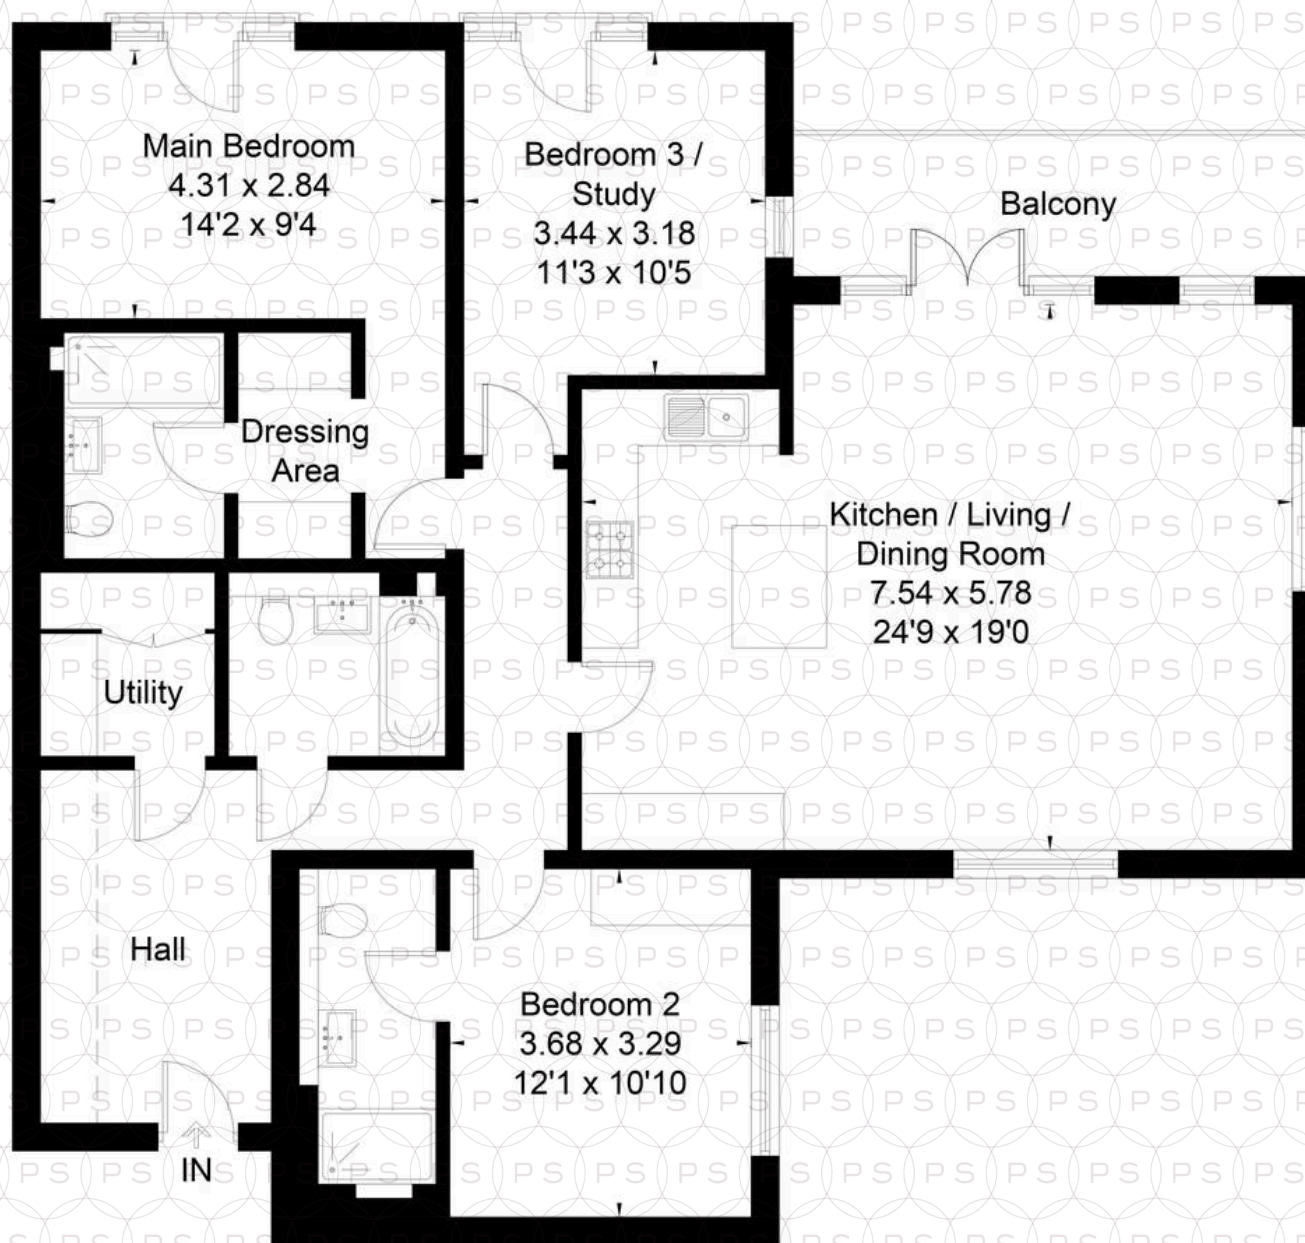 Main Bedroom
4.31 x 2.84
14'2 x 9'4
Bedroom 3 /
Study
3.44 x 3.18
11'3 x 10'5
Balcony
Dressing
Area
Kitchen / Living /
Dining Room
7.54 x 5.78
24'9 x 19'0
Utility
Hall
Bedroom 2
3.68 x 3.29
12'1 x 10'10
IN
PS